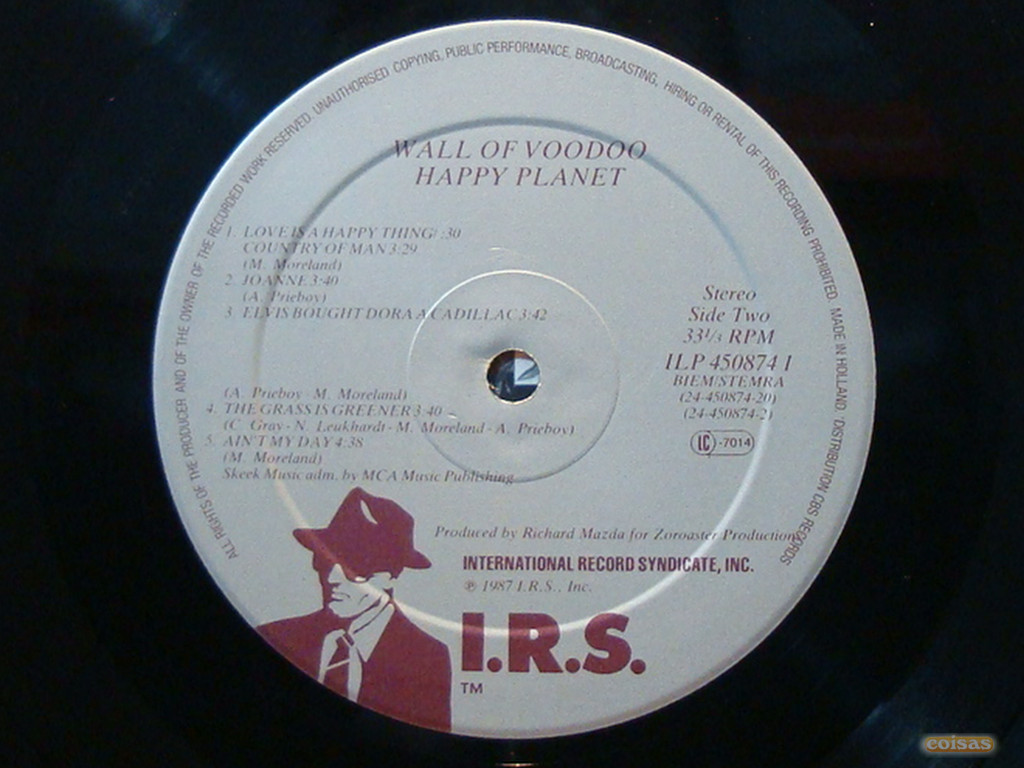 ALL RIGHTS OF THE PRODUCER AND OF THE OWNER OF THE RECORDED WORK RESERVED. UNAUTHORISED COPYING, PUBLIC PERFORMANCE, BROADCASTING, HIRING OR RENTAL OF THIS RECORDING PROHIBITED. MADE IN HOLLAND. DISTRIBUTION CBS RECORDS
WALL OF VOODOO
HAPPY PLANET
1. LOVE IS A HAPPY THING! :30
COUNTRY OF MAN 3:29
(M. Moreland)
2. JOANNE 3:40
(A. Prieboy)
3. ELVIS BOUGHT DORA A CADILLAC 3:42
(A. Prieboy - M. Moreland)
4. THE GRASS IS GREENER 3:40
(C. Gray - N. Leukhardt - M. Moreland - A. Prieboy)
5. AIN'T MY DAY 4:38
(M. Moreland)
Skeek Music adm. by MCA Music Publishing
Stereo
Side Two
33⅓ RPM
ILP 450874 1
BIEM/STEMRA
(24-450874-20)
(24-450874-2)
LC -7014
Produced by Richard Mazda for Zoroaster Productions
INTERNATIONAL RECORD SYNDICATE, INC.
℗ 1987 I.R.S., Inc.
I.R.S.
TM
coisas